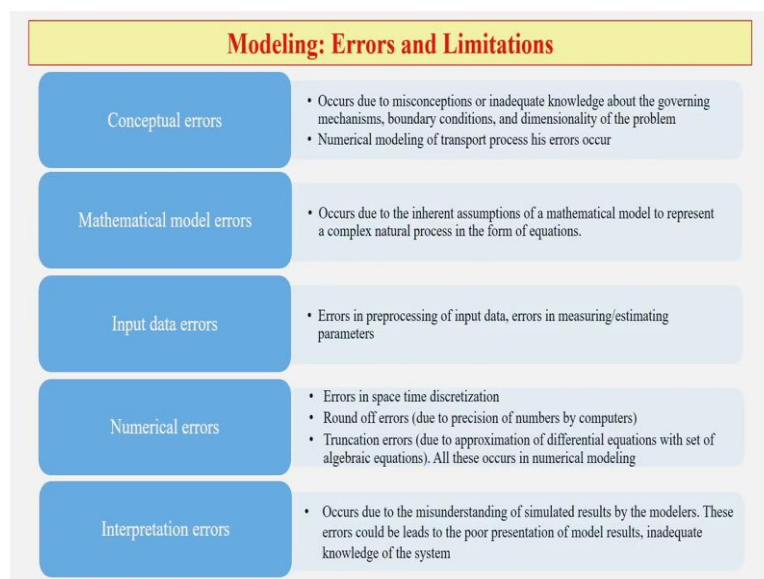 Modeling: Errors and Limitations
Conceptual errors
• Occurs due to misconceptions or inadequate knowledge about the governing
mechanisms, boundary conditions, and dimensionality of the problem
• Numerical modeling of transport process his errors occur
Mathematical model errors
• Occurs due to the inherent assumptions of a mathematical model to represent
a complex natural process in the form of equations.
Input data errors
• Errors in preprocessing of input data, errors in measuring/estimating
parameters
Numerical errors
• Errors in space time discretization
• Round off errors (due to precision of numbers by computers)
• Truncation errors (due to approximation of differential equations with set of
algebraic equations). All these occurs in numerical modeling
Interpretation errors
• Occurs due to the misunderstanding of simulated results by the modelers. These
errors could be leads to the poor presentation of model results, inadequate
knowledge of the system